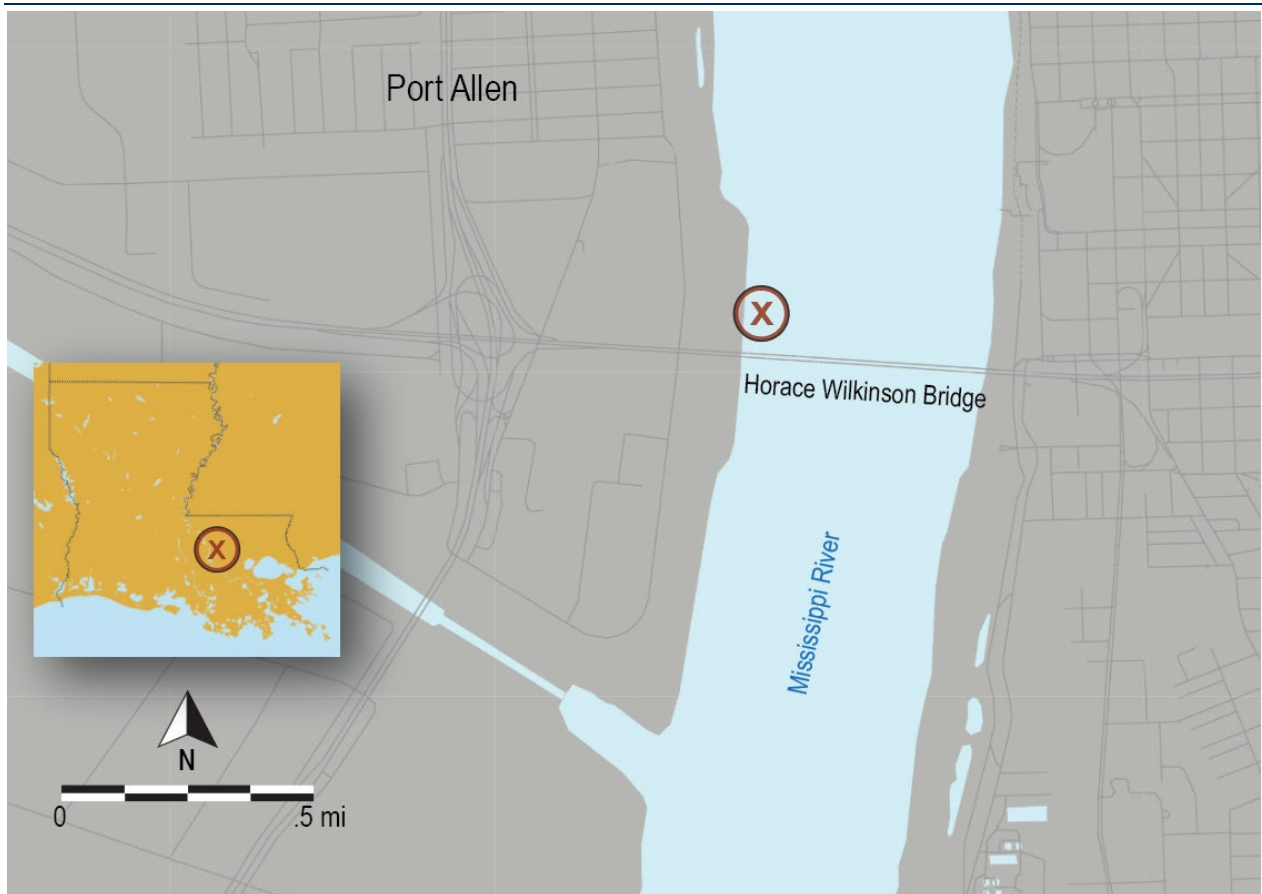 Port Allen
X
Horace Wilkinson Bridge
X
Mississippi River
N
0 .5 mi